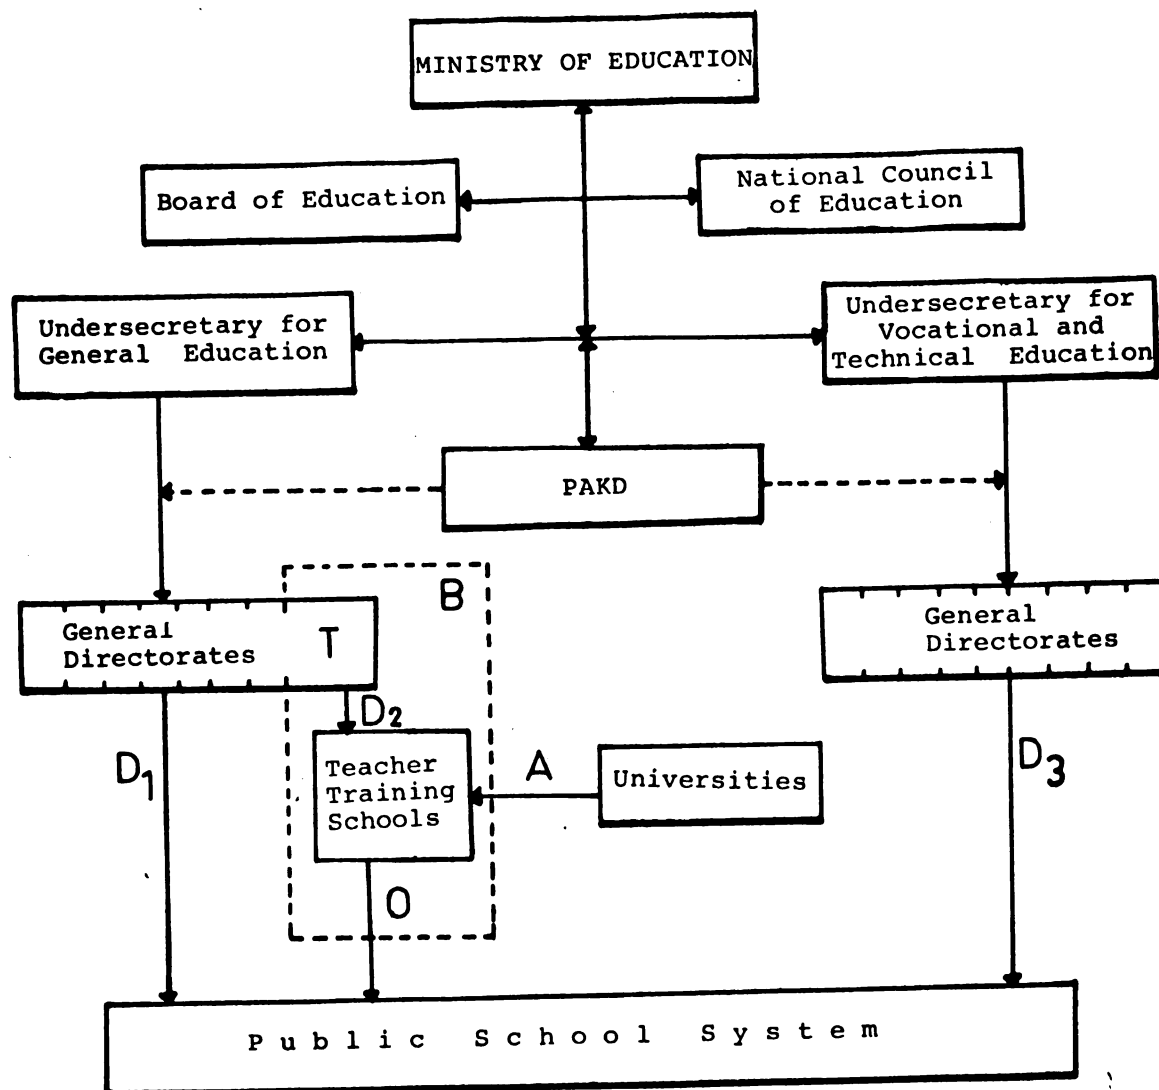 MINISTRY OF EDUCATION
Board of Education
National Council
of Education
Undersecretary for
General Education
Undersecretary for
Vocational and
Technical Education
PAKD
B
General
Directorates
T
General
Directorates
D2
D1
Teacher
Training
Schools
A
Universities
D3
O
Public School System